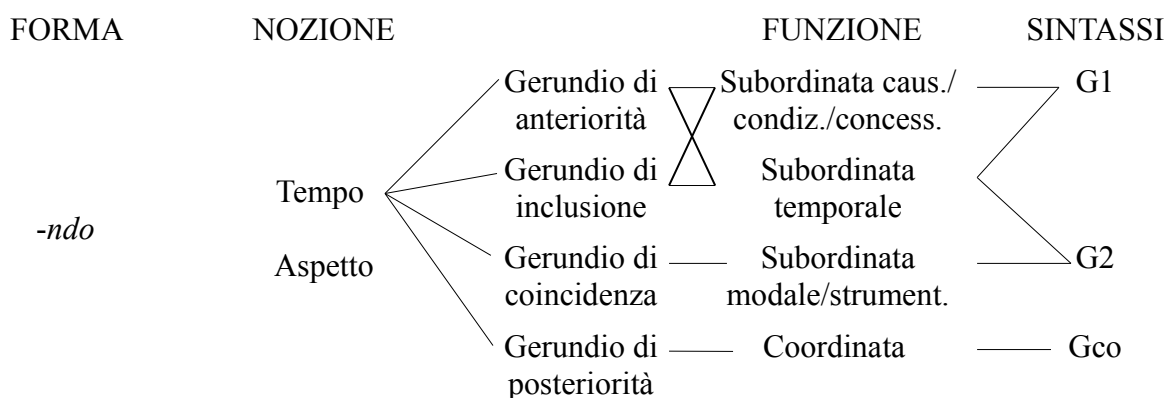 FORMA NOZIONE FUNZIONE SINTASSI
Gerundio di Subordinata caus./ G1
anteriorità condiz./concess.
Tempo Gerundio di Subordinata
inclusione temporale
-ndo
Aspetto Gerundio di Subordinata G2
coincidenza modale/strument.
Gerundio di Coordinata Gco
posteriorità